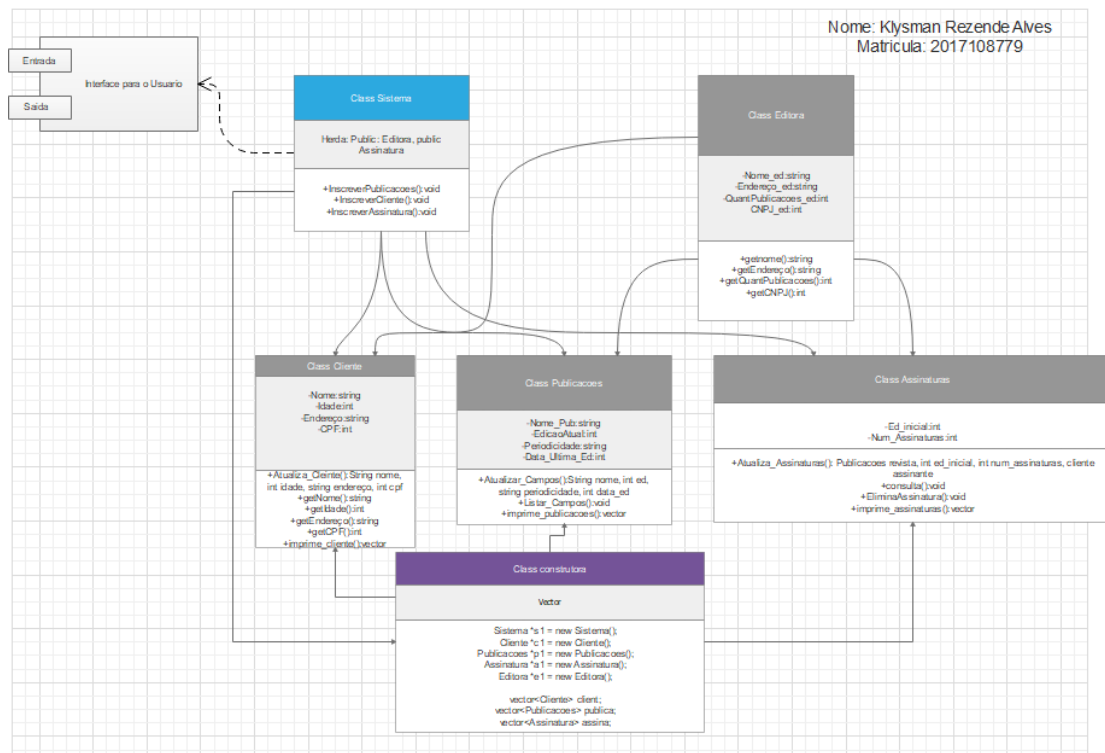 Nome: Klysman Rezende Alves
Matricula: 2017108779
Entrada
Interface para o Usuario
Saida
Class Sistema
Herda: Public: Editora, public
Assinatura
+InscreverPublicacoes():void
+InscreverCliente():void
+InscreverAssinatura():void
Class Editora
-Nome_ed:string
-Endereço_ed:string
-QuantPublicacoes_ed:int
CNPJ_ed:int
+getnome():string
+getEndereço():string
+getQuantPublicacoes():int
+getCNPJ():int
Class Cliente
-Nome:string
-Idade:int
-Endereço:string
-CPF:int
+Atualiza_Cleinte():String nome,
int idade, string endereço, int cpf
+getNome():string
+getIdade():int
+getEndereço():string
+getCPF():int
+imprime_cliente():vector
Class Publicacoes
-Nome_Pub:string
-EdicaoAtual:int
-Periodicidade:string
-Data_Ultima_Ed:int
+Atualizar_Campos():String nome, int ed,
string periodicidade, int data_ed
+Listar_Campos():void
+imprime_publicacoes():vector
Class Assinaturas
-Ed_inicial:int
-Num_Assinaturas:int
+Atualiza_Assinaturas(): Publicacoes revista, int ed_inicial, int num_assinaturas, cliente
assinante
+consulta():void
+EliminaAssinatura():void
+imprime_assinaturas():vector
Class construtora
Vector
Sistema *s1 = new Sistema();
Cliente *c1 = new Cliente();
Publicacoes *p1 = new Publicacoes();
Assinatura *a1 = new Assinatura();
Editora *e1 = new Editora();
vector<Cliente> client;
vector<Publicacoes> publica;
vector<Assinatura> assina;